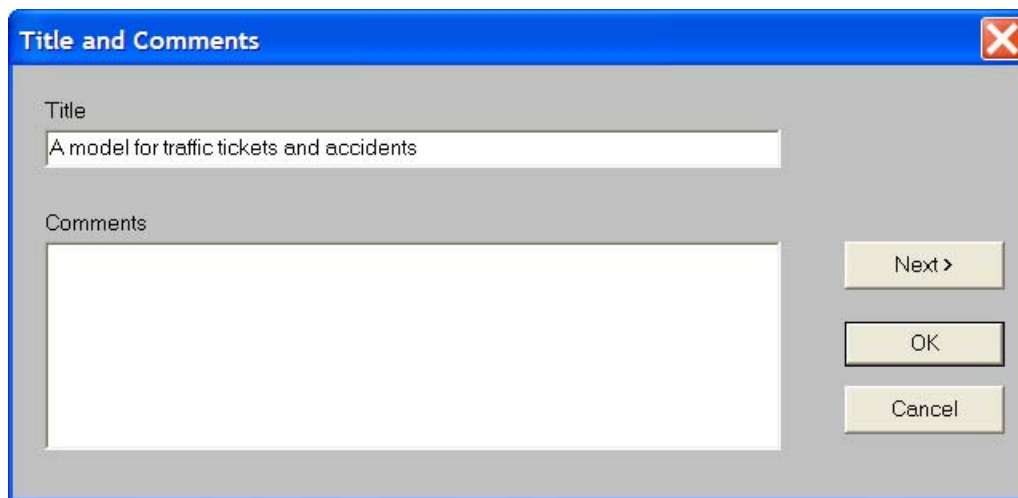 Title and Comments
Title
A model for traffic tickets and accidents
Comments
Next >
OK
Cancel